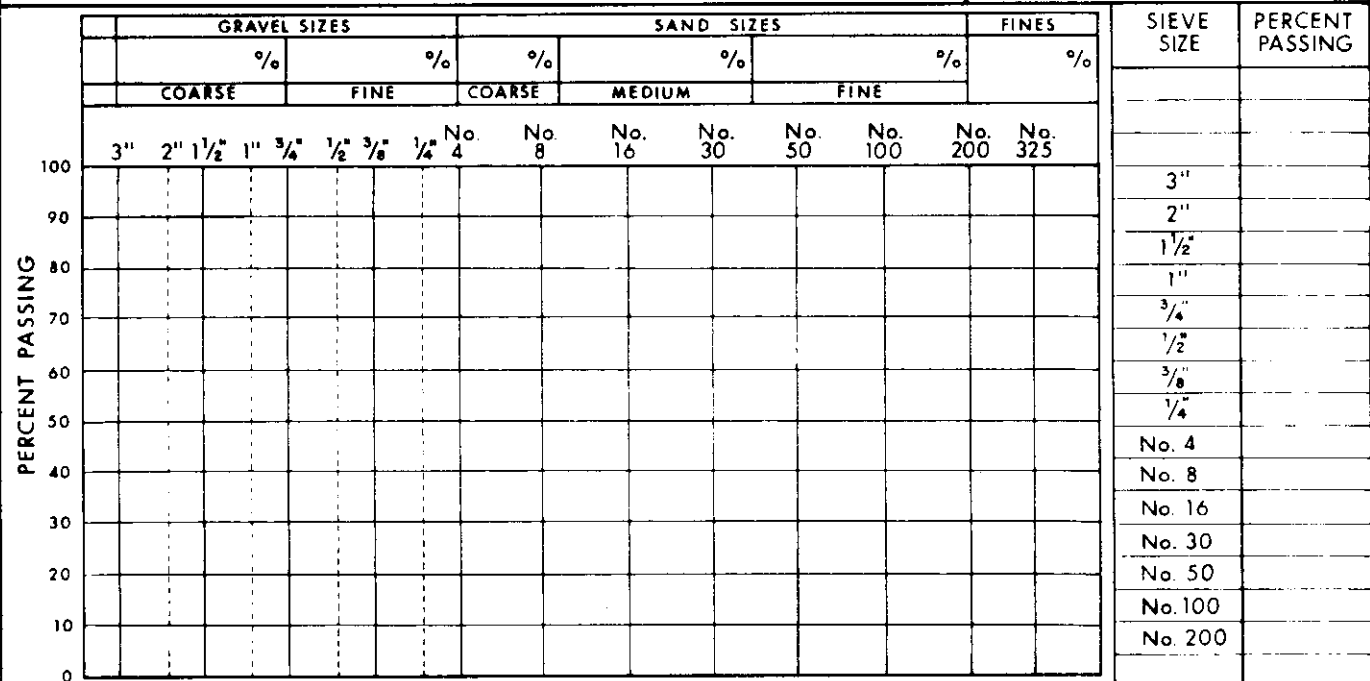 GRAVEL SIZES SAND SIZES FINES
% % % % % %
COARSE FINE COARSE MEDIUM FINE
3" 2" 1½" 1" ¾" ½" ⅜" ¼" No. 4 No. 8 No. 16 No. 30 No. 50 No. 100 No. 200 No. 325
PERCENT PASSING
100
90
80
70
60
50
40
30
20
10
0
SIEVE SIZE PERCENT PASSING
3"
2"
1½"
1"
¾"
½"
⅜"
¼"
No. 4
No. 8
No. 16
No. 30
No. 50
No. 100
No. 200